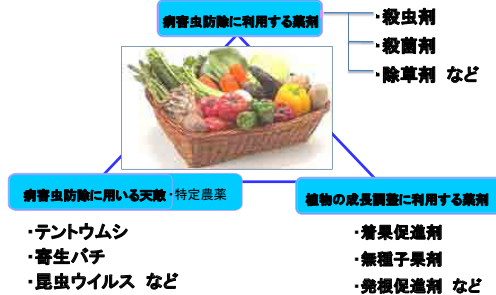 病害虫防除に利用する薬剤
・殺虫剤
・殺菌剤
・除草剤 など
病害虫防除に用いる天敵・特定農薬
・テントウムシ
・寄生バチ
・昆虫ウイルス など
植物の成長調整に利用する薬剤
・着果促進剤
・無種子果剤
・発根促進剤 など